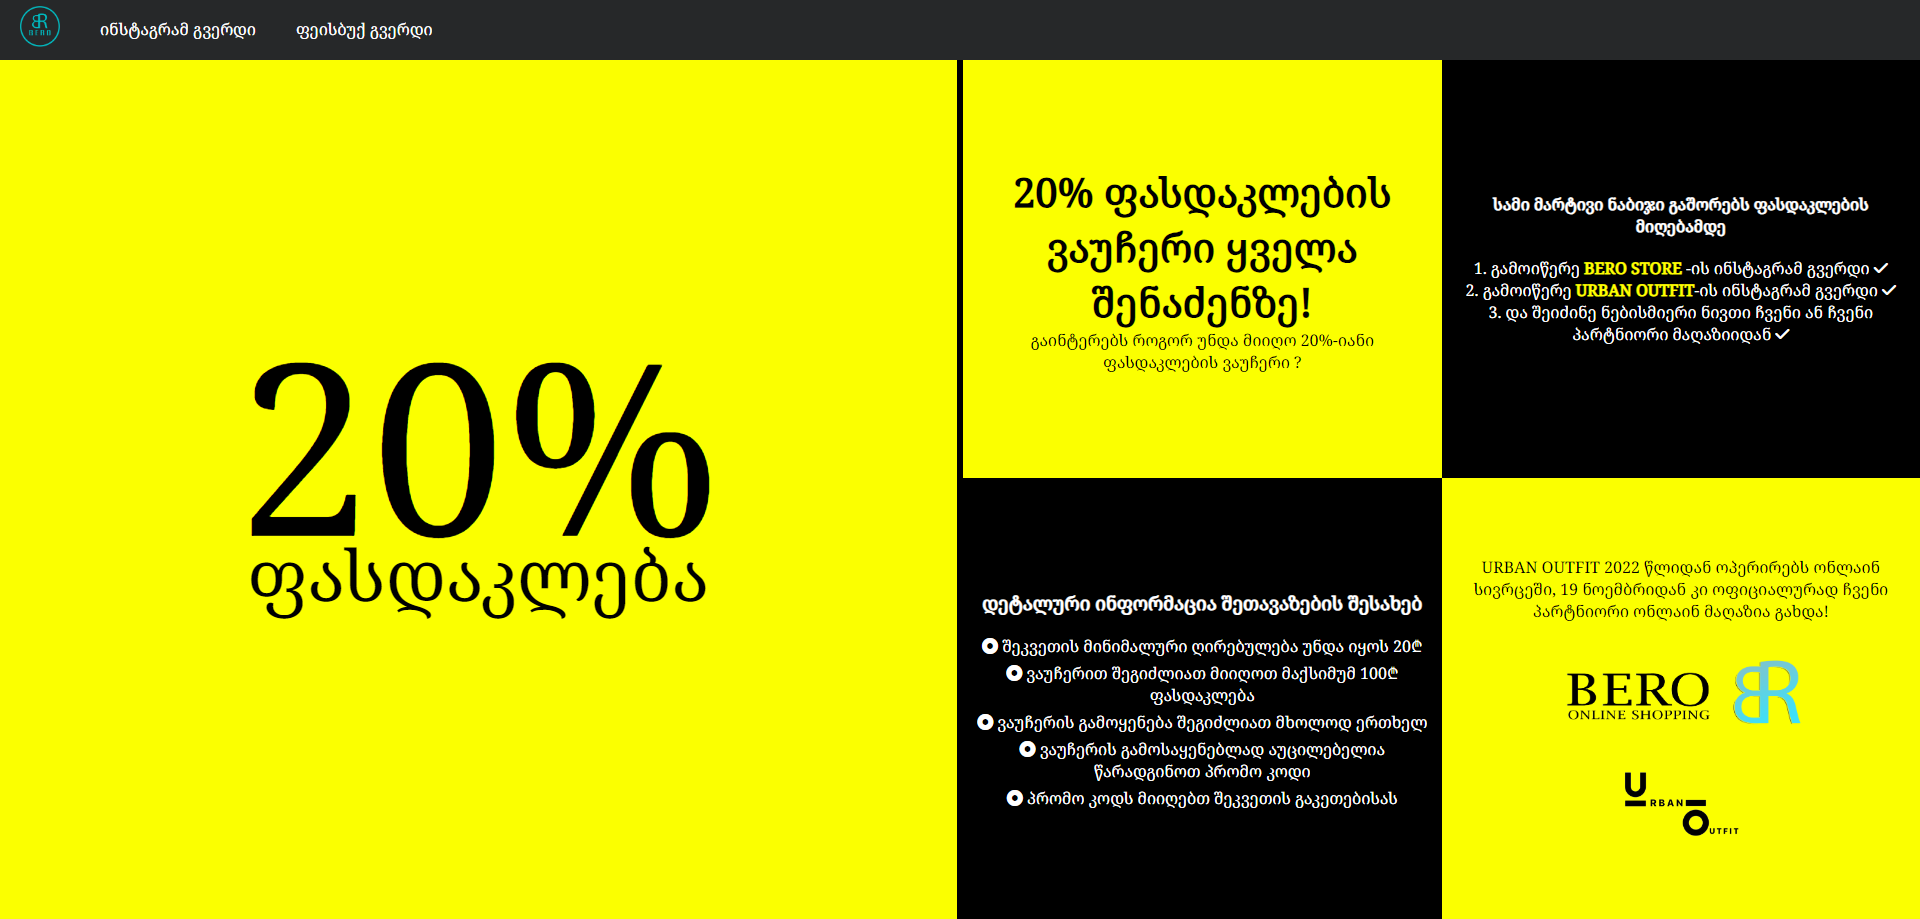 BR
BERO
ინსტაგრამ გვერდი
ფეისბუქ გვერდი
20%
ფასდაკლება
20% ფასდაკლების
ვაუჩერი ყველა
შენაძენზე!
გაინტერებს როგორ უნდა მიიღო 20%-იანი
ფასდაკლების ვაუჩერი ?
სამი მარტივი ნაბიჯი გაშორებს ფასდაკლების
მიღებამდე
1. გამოიწერე BERO STORE -ის ინსტაგრამ გვერდი
2. გამოიწერე URBAN OUTFIT-ის ინსტაგრამ გვერდი
3. და შეიძინე ნებისმიერი ნივთი ჩვენი ან ჩვენი
პარტნიორი მაღაზიიდან
დეტალური ინფორმაცია შეთავაზების შესახებ
შეკვეთის მინიმალური ღირებულება უნდა იყოს 20₾
ვაუჩერით შეგიძლიათ მიიღოთ მაქსიმუმ 100₾
ფასდაკლება
ვაუჩერის გამოყენება შეგიძლიათ მხოლოდ ერთხელ
ვაუჩერის გამოსაყენებლად აუცილებელია
წარადგინოთ პრომო კოდი
პრომო კოდს მიიღებთ შეკვეთის გაკეთებისას
URBAN OUTFIT 2022 წლიდან ოპერირებს ონლაინ
სივრცეში, 19 ნოემბრიდან კი ოფიციალურად ჩვენი
პარტნიორი ონლაინ მაღაზია გახდა!
BERO BR
ONLINE SHOPPING
URBAN
OUTFIT